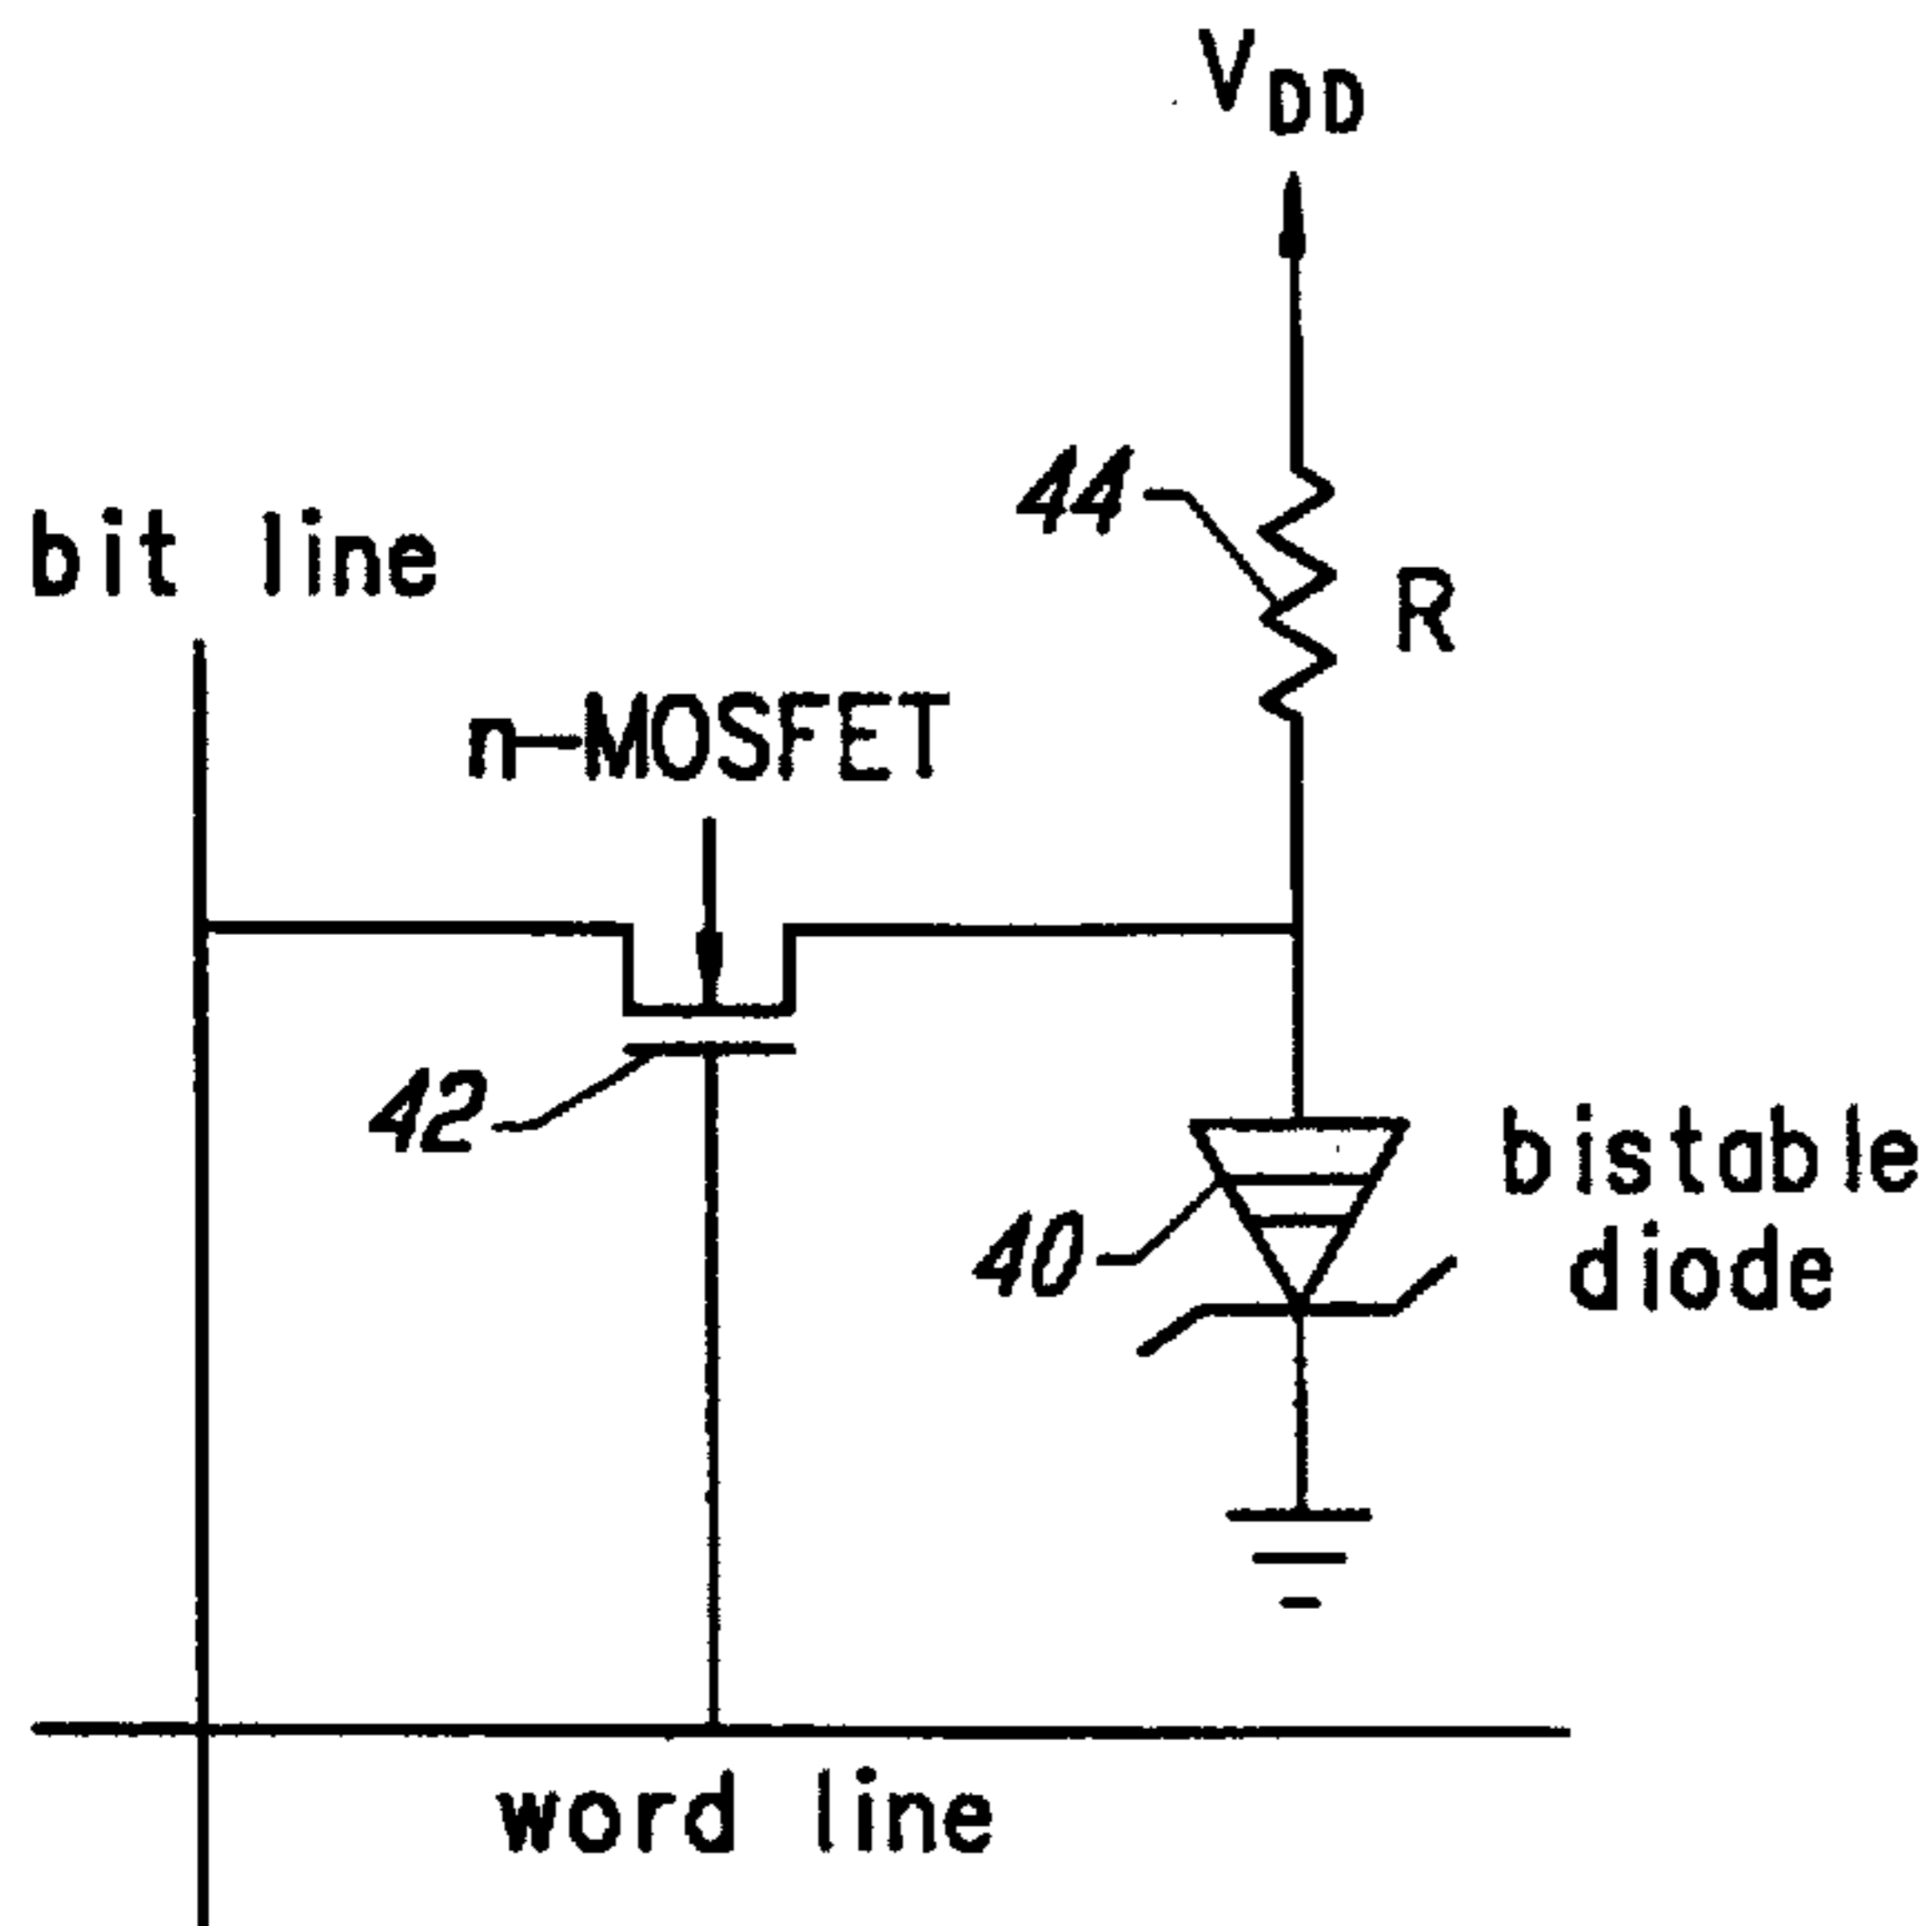 VDD
44
bit line
R
n-MOSFET
42
bistable
diode
40
word line